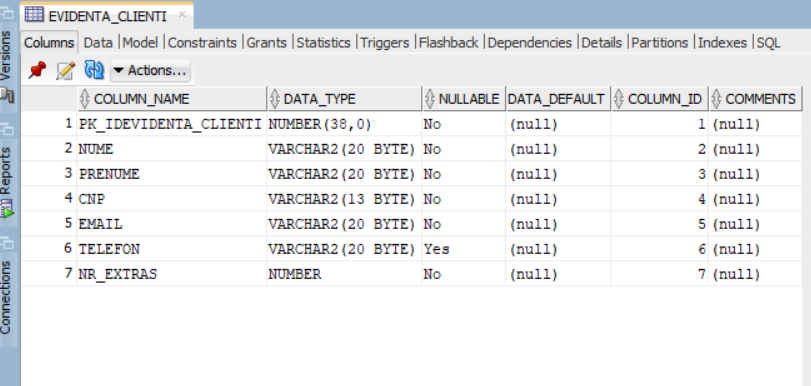 EVIDENTA_CLIENTI ×
Columns Data |Model |Constraints |Grants |Statistics |Triggers |Flashback |Dependencies |Details |Partitions |Indexes |SQL
Actions...
COLUMN_NAME DATA_TYPE NULLABLE DATA_DEFAULT COLUMN_ID COMMENTS
1 PK_IDEVIDENTA_CLIENTI NUMBER(38,0) No (null) 1 (null)
2 NUME VARCHAR2(20 BYTE) No (null) 2 (null)
3 PRENUME VARCHAR2(20 BYTE) No (null) 3 (null)
4 CNP VARCHAR2(13 BYTE) No (null) 4 (null)
5 EMAIL VARCHAR2(20 BYTE) No (null) 5 (null)
6 TELEFON VARCHAR2(20 BYTE) Yes (null) 6 (null)
7 NR_EXTRAS NUMBER No (null) 7 (null)
Versions
Reports
Connections